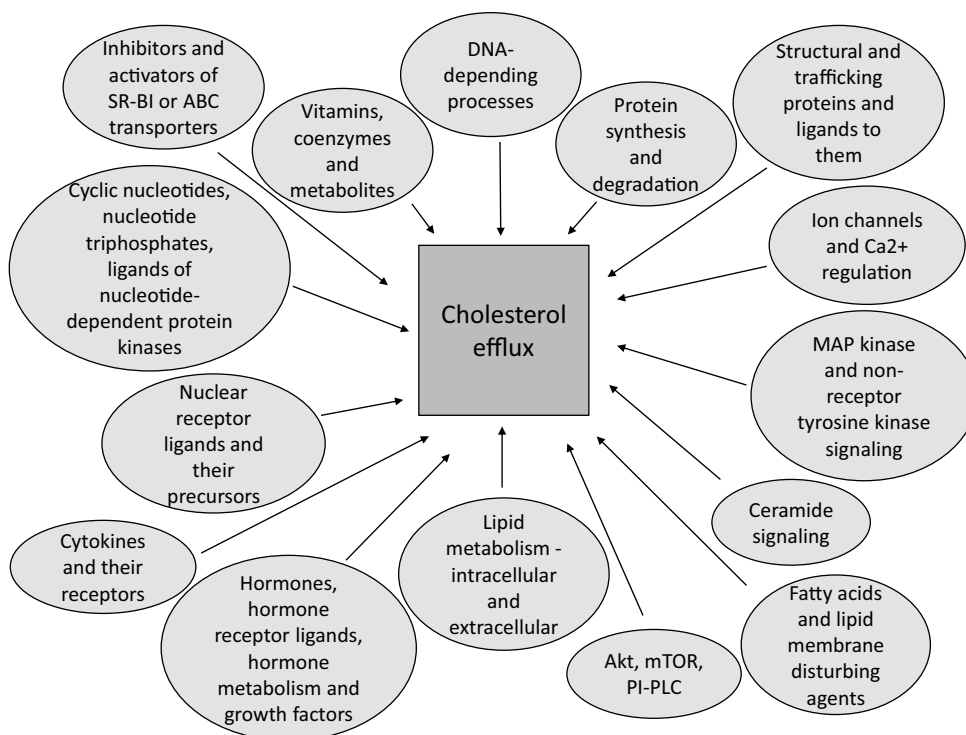 Inhibitors and
activators of
SR-BI or ABC
transporters
Vitamins,
coenzymes
and
metabolites
DNA-
depending
processes
Protein
synthesis
and
degradation
Structural and
trafficking
proteins and
ligands to
them
Cyclic nucleotides,
nucleotide
triphosphates,
ligands of
nucleotide-
dependent protein
kinases
Ion channels
and Ca2+
regulation
Cholesterol
efflux
MAP kinase
and non-
receptor
tyrosine kinase
signaling
Nuclear
receptor
ligands and
their
precursors
Ceramide
signaling
Cytokines
and their
receptors
Hormones,
hormone
receptor ligands,
hormone
metabolism and
growth factors
Lipid
metabolism -
intracellular
and
extracellular
Akt, mTOR,
PI-PLC
Fatty acids
and lipid
membrane
disturbing
agents